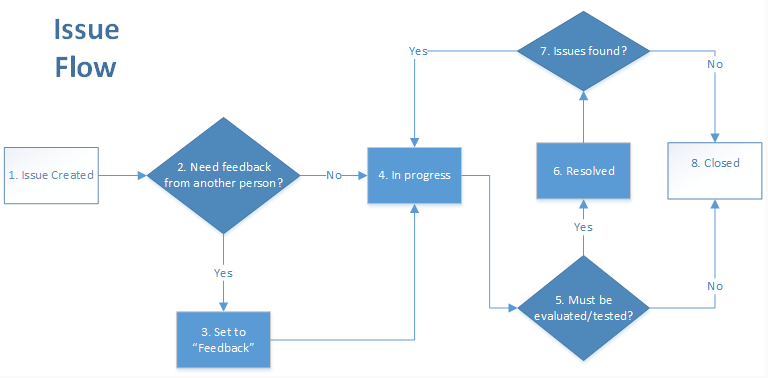 Issue
Flow
1. Issue Created
2. Need feedback
from another person?
No
Yes
3. Set to
“Feedback”
4. In progress
5. Must be
evaluated/tested?
Yes
No
6. Resolved
7. Issues found?
Yes
No
8. Closed